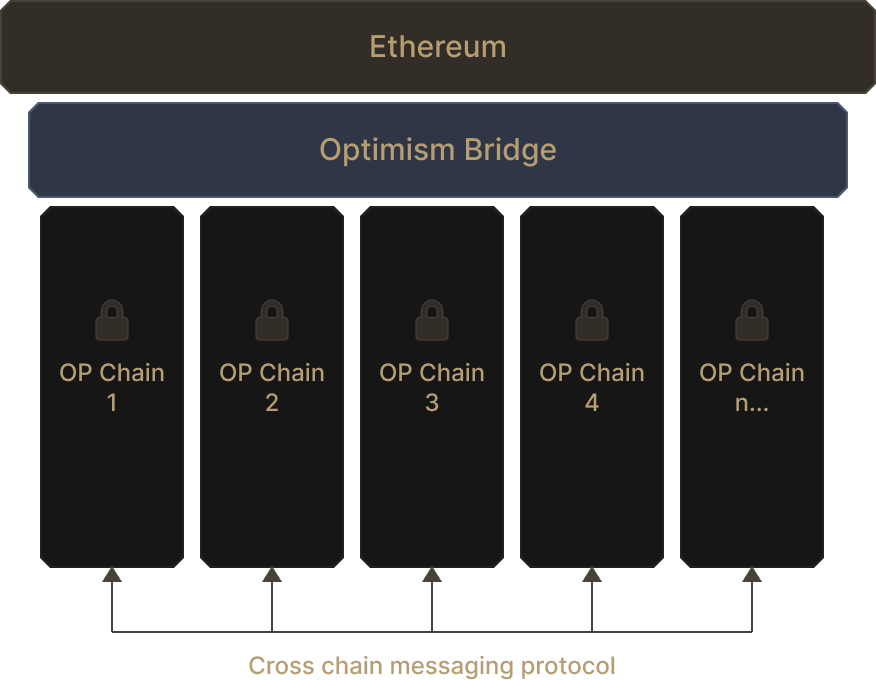 Ethereum
Optimism Bridge
OP Chain
1
OP Chain
2
OP Chain
3
OP Chain
4
OP Chain
n...
Cross chain messaging protocol